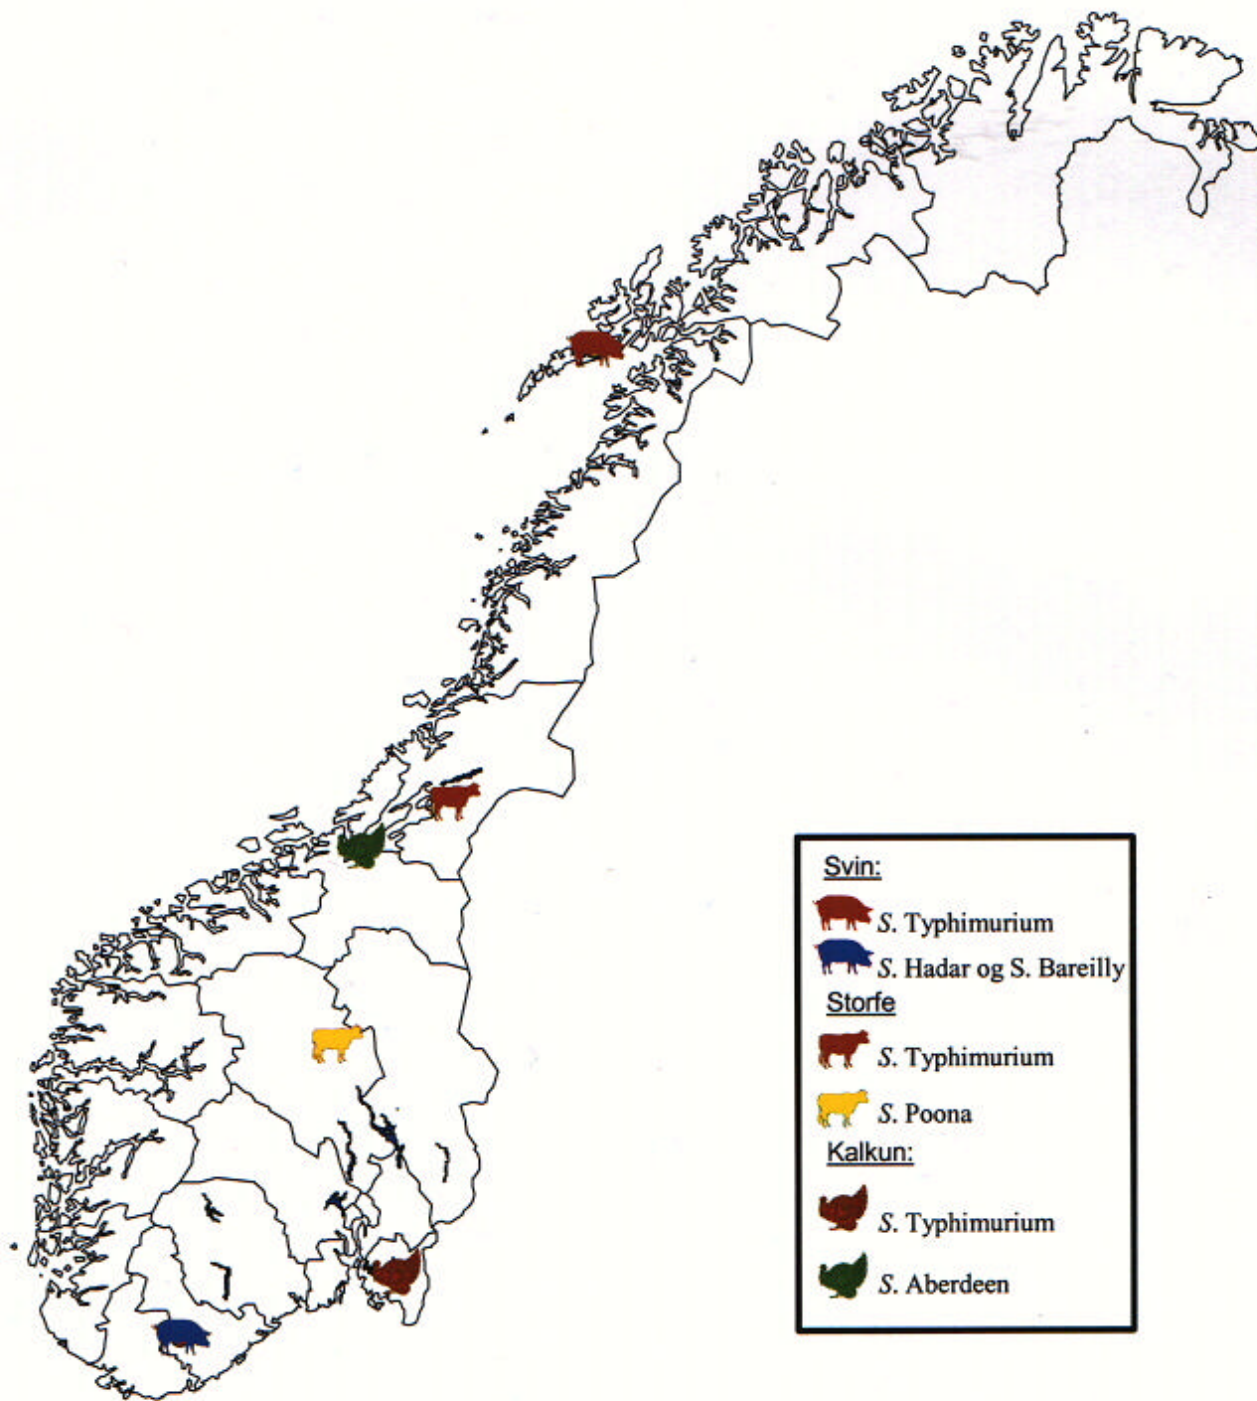 Svin:
S. Typhimurium
S. Hadar og S. Bareilly
Storfe
S. Typhimurium
S. Poona
Kalkun:
S. Typhimurium
S. Aberdeen